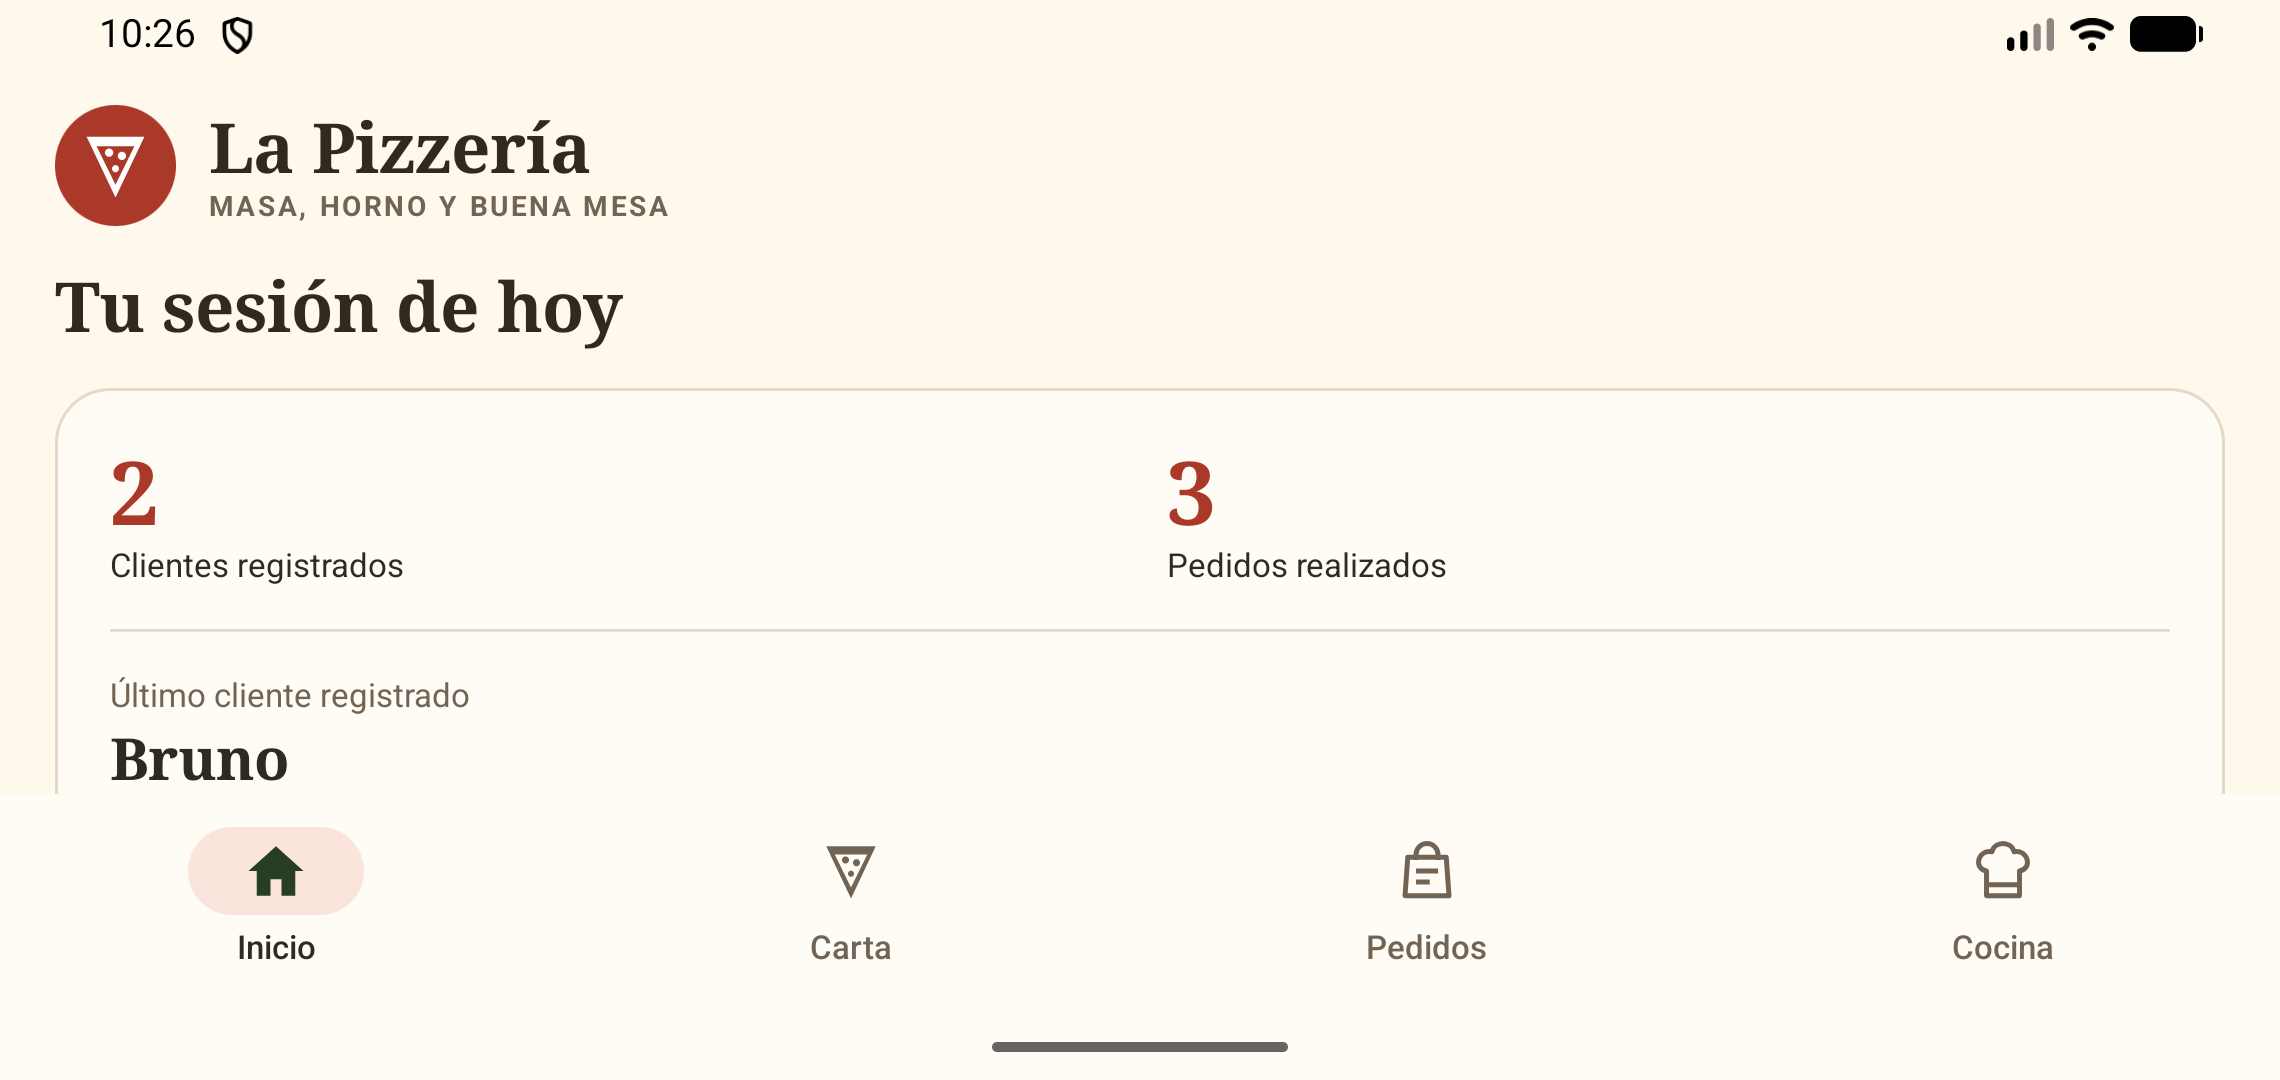 10:26
La Pizzería
MASA, HORNO Y BUENA MESA
Tu sesión de hoy
2
Clientes registrados
3
Pedidos realizados
Último cliente registrado
Bruno
Inicio
Carta
Pedidos
Cocina